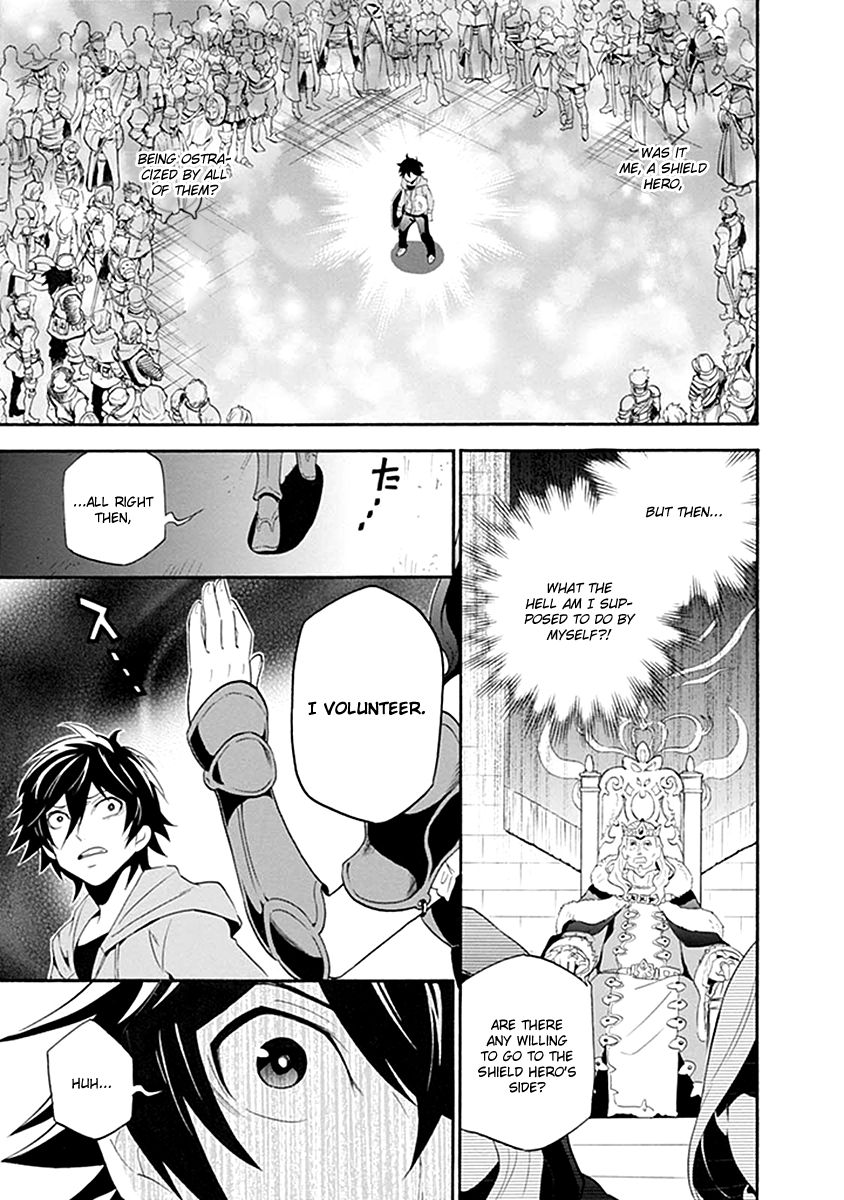 WAS IT
ME, A SHIELD
HERO,
BEING OSTRA-
CIZED BY ALL
OF THEM?
BUT THEN...
WHAT THE
HELL AM I SUP-
POSED TO DO BY
MYSELF?!
ARE THERE
ANY WILLING
TO GO TO THE
SHIELD HERO'S
SIDE?
...ALL RIGHT
THEN,
た
スッ
I VOLUNTEER.
HUH...